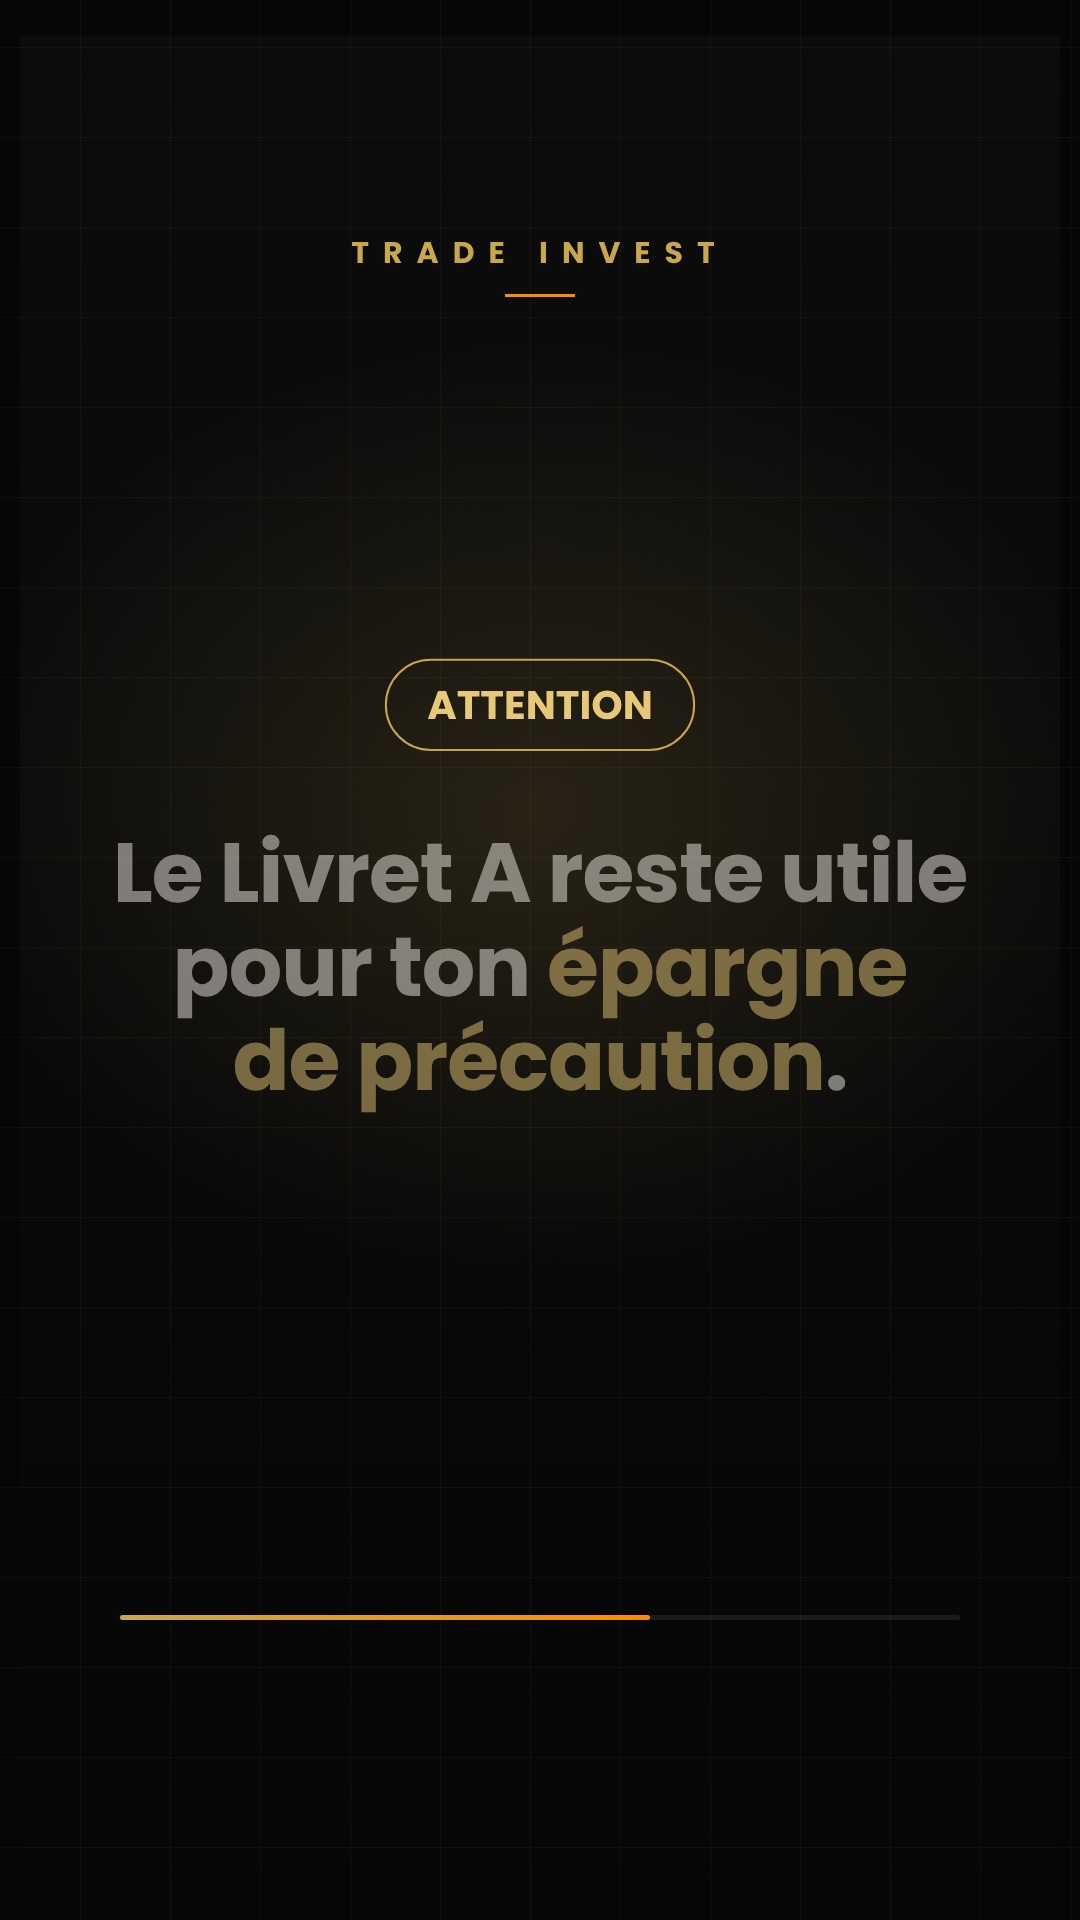 TRADE INVEST
ATTENTION
Le Livret A reste utile
pour ton épargne
de précaution.